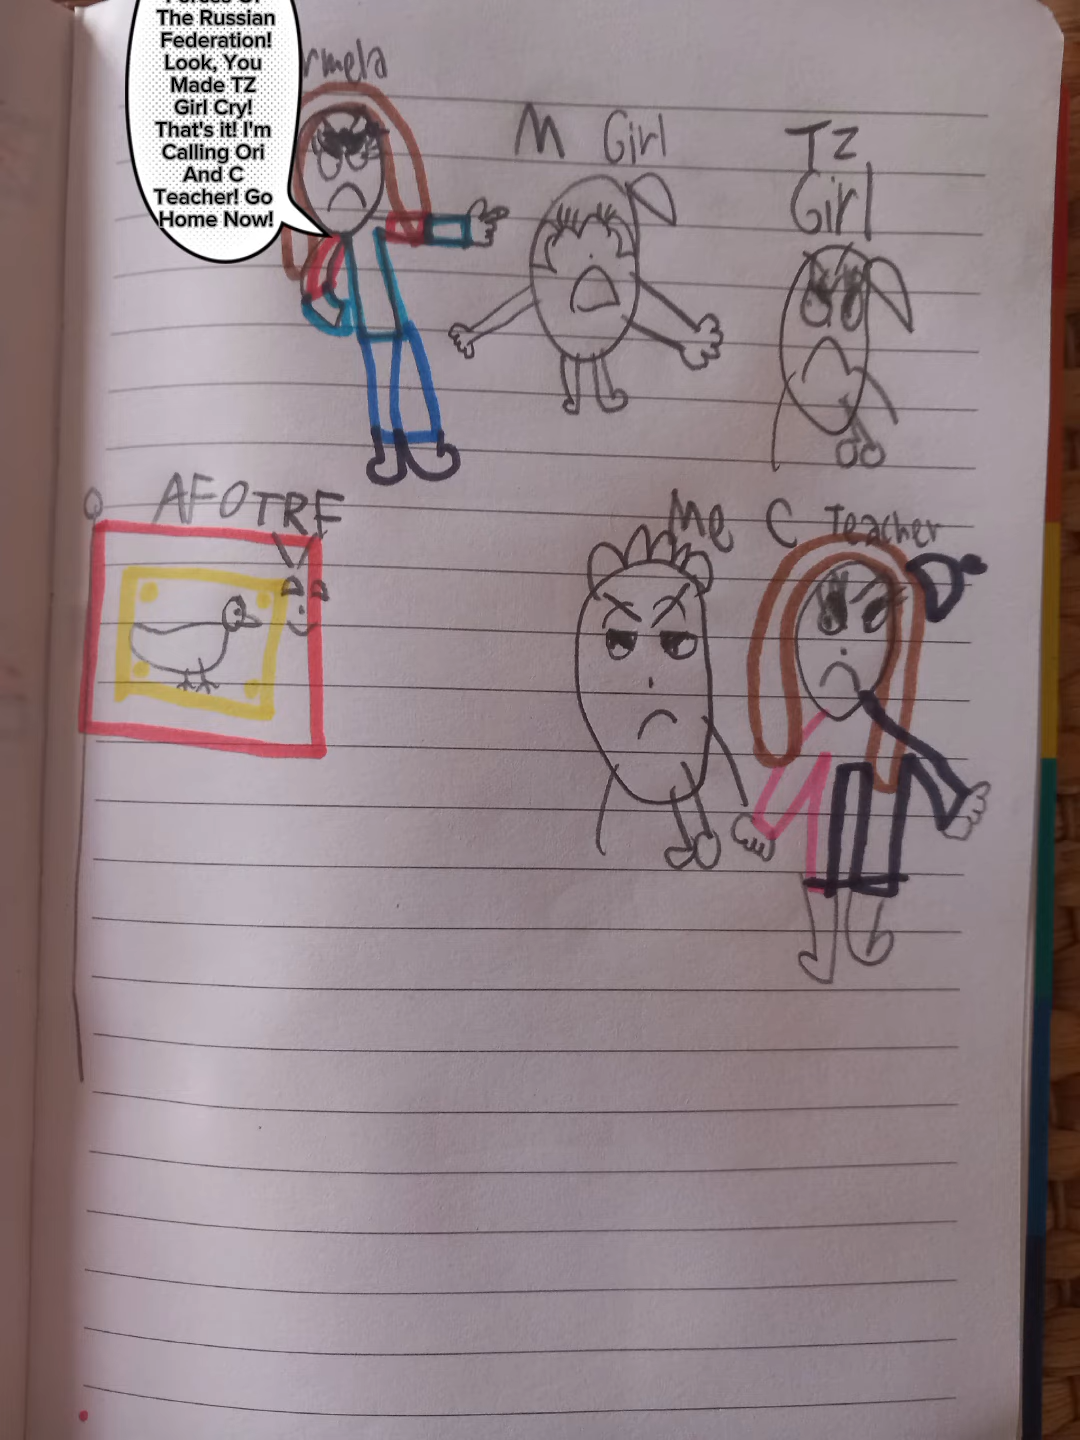 The Russian
Federation!
Look, You
Made TZ
Girl Cry!
That's it! I'm
Calling Ori
And C
Teacher! Go
Home Now!
rmela
M Girl
TZ
Girl
AFOTRF
Me
C Teacher